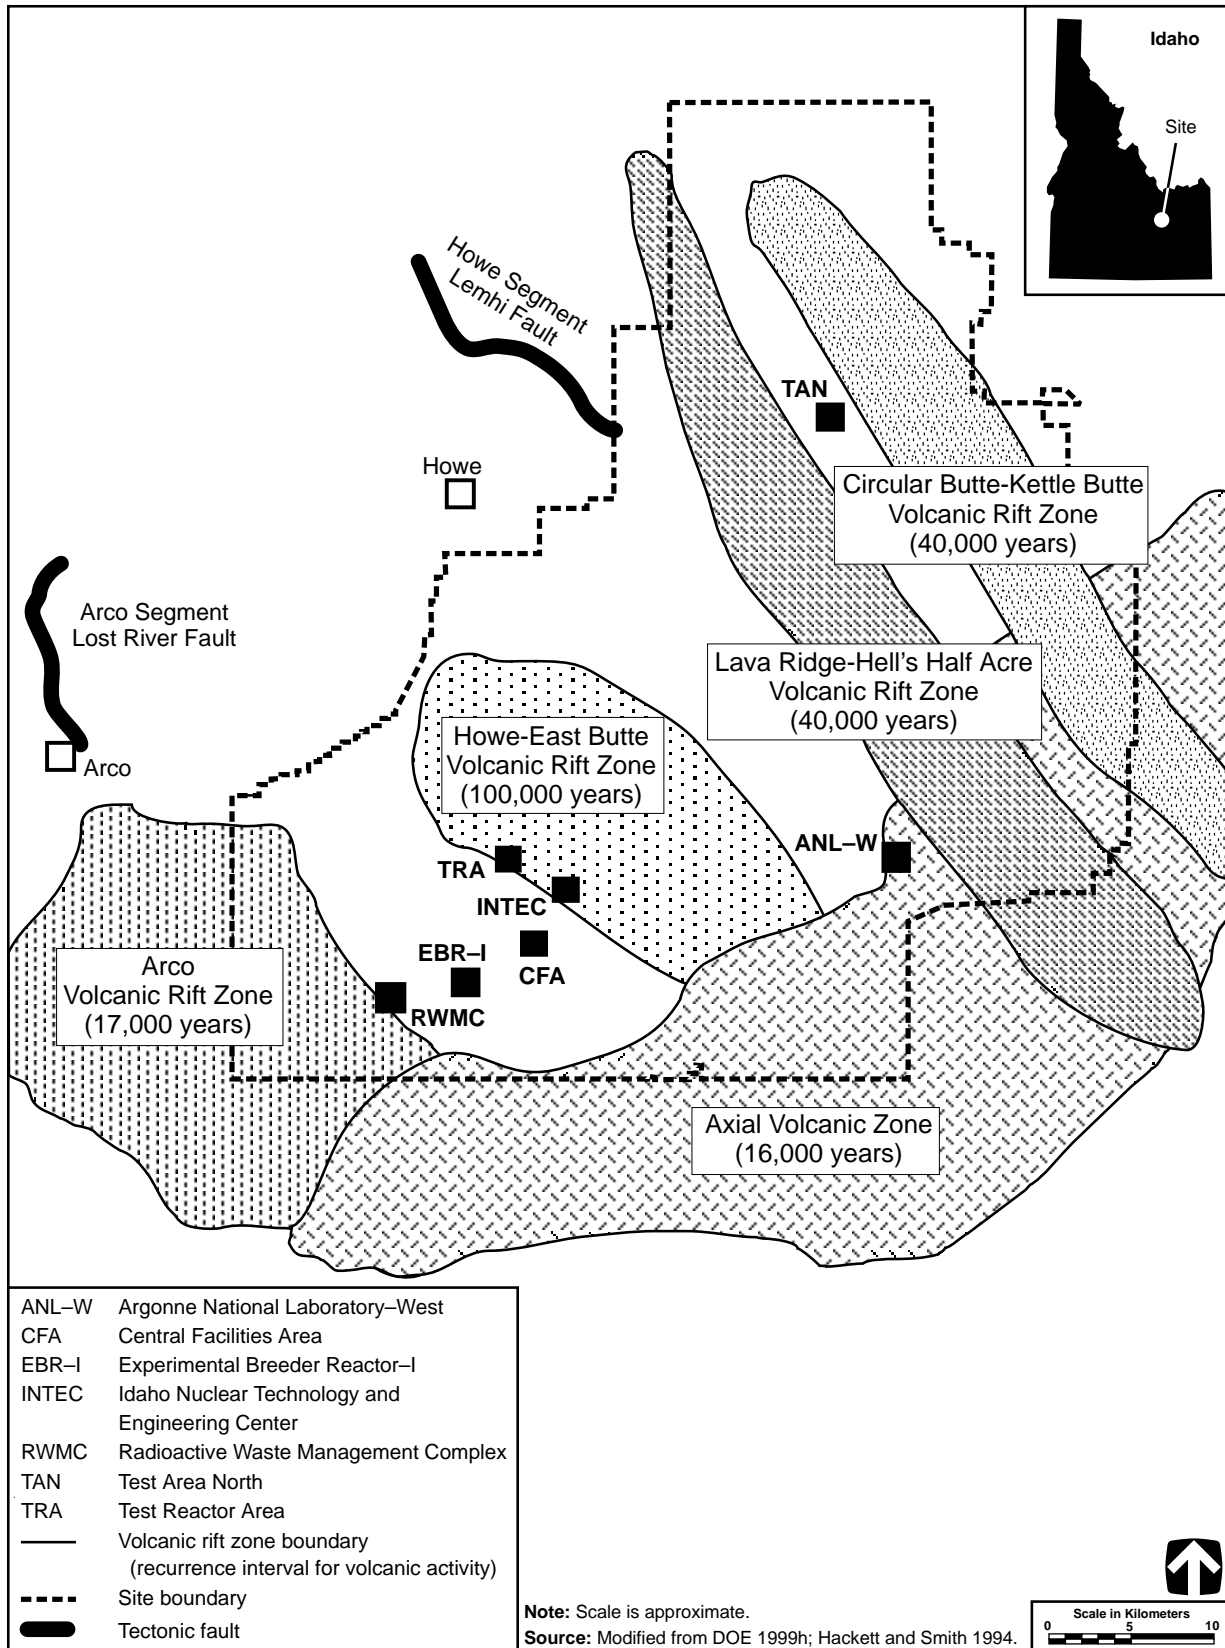 Idaho
Site
Howe Segment
Lemhi Fault
TAN
Howe
Circular Butte-Kettle Butte
Volcanic Rift Zone
(40,000 years)
Arco Segment
Lost River Fault
Lava Ridge-Hell's Half Acre
Volcanic Rift Zone
(40,000 years)
Howe-East Butte
Volcanic Rift Zone
(100,000 years)
Arco
ANL–W
TRA
INTEC
EBR–I
CFA
Arco
Volcanic Rift Zone
(17,000 years)
RWMC
Axial Volcanic Zone
(16,000 years)
ANL–W Argonne National Laboratory–West
CFA Central Facilities Area
EBR–I Experimental Breeder Reactor–I
INTEC Idaho Nuclear Technology and
Engineering Center
RWMC Radioactive Waste Management Complex
TAN Test Area North
TRA Test Reactor Area
Volcanic rift zone boundary
(recurrence interval for volcanic activity)
Site boundary
Tectonic fault
Note: Scale is approximate.
Source: Modified from DOE 1999h; Hackett and Smith 1994.
Scale in Kilometers
0 5 10